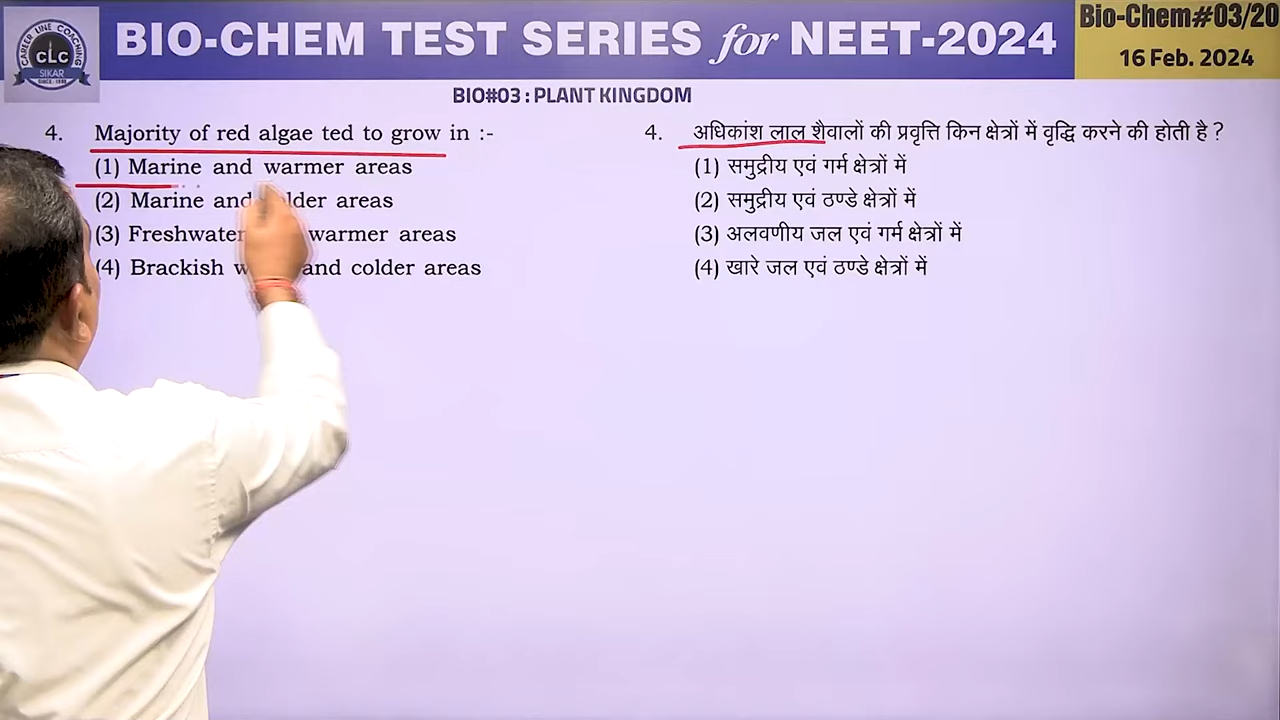 CAREER LINE COACHING
CLC
SIKAR
SINCE - 1996
BIO-CHEM TEST SERIES for NEET-2024
Bio-Chem#03/20
16 Feb. 2024
BIO#03 : PLANT KINGDOM
4. Majority of red algae ted to grow in :-
(1) Marine and warmer areas
(2) Marine and lder areas
(3) Freshwater warmer areas
(4) Brackish w and colder areas
4. अधिकांश लाल शैवालों की प्रवृत्ति किन क्षेत्रों में वृद्धि करने की होती है ?
(1) समुद्रीय एवं गर्म क्षेत्रों में
(2) समुद्रीय एवं ठण्डे क्षेत्रों में
(3) अलवणीय जल एवं गर्म क्षेत्रों में
(4) खारे जल एवं ठण्डे क्षेत्रों में